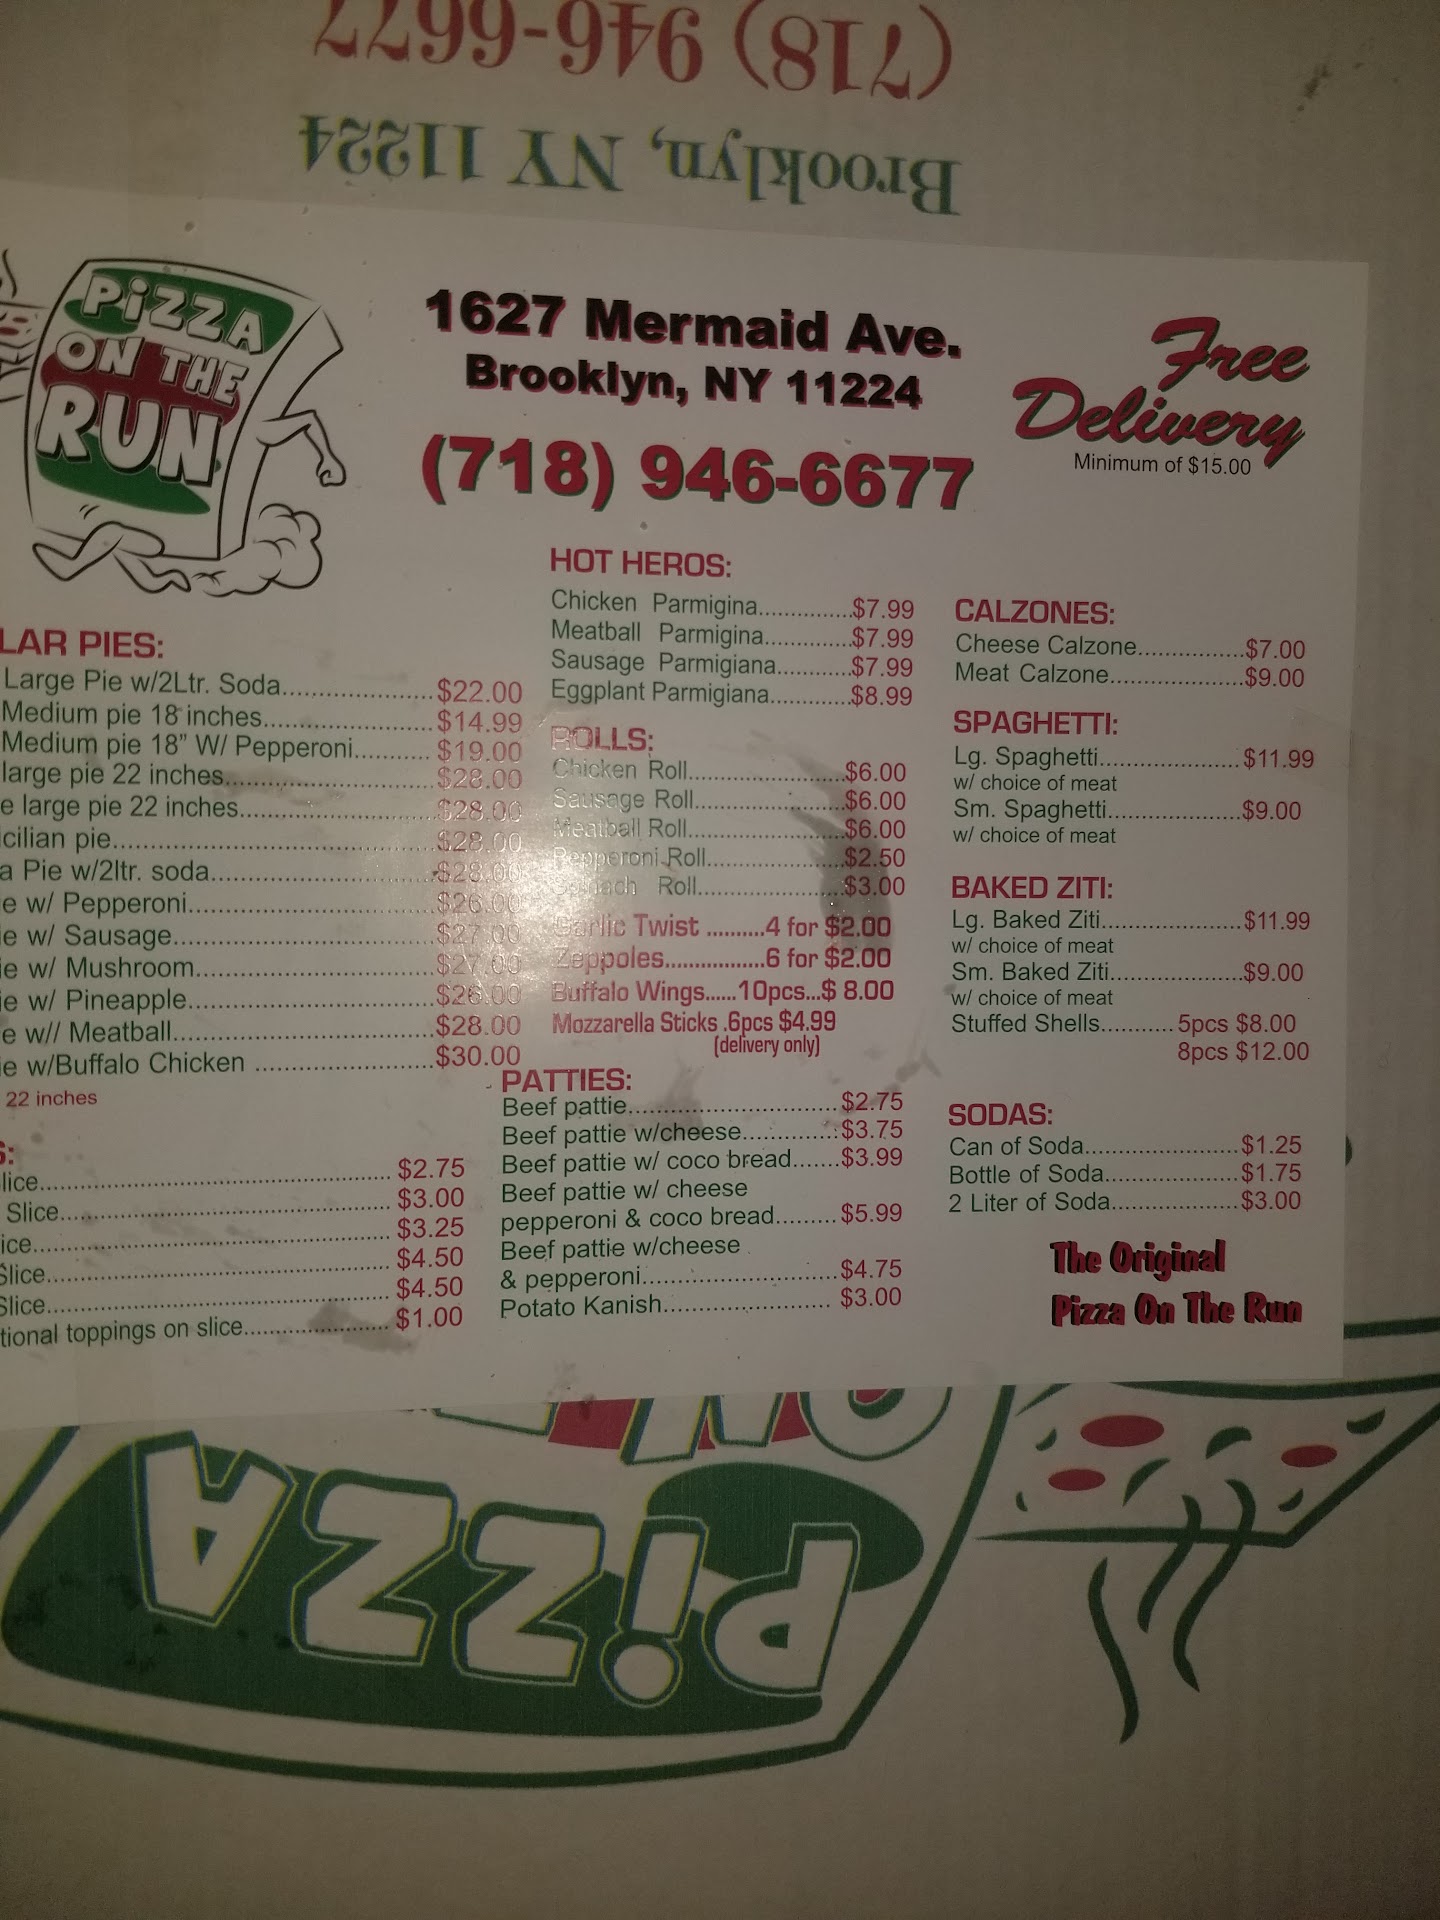 (718) 946-6677
Brooklyn, NY 11224
PiZZA
ON THE
RUN
1627 Mermaid Ave.
Brooklyn, NY 11224
(718) 946-6677
Free
Delivery
Minimum of $15.00
LAR PIES:
Large Pie w/2Ltr. Soda....................$22.00
Medium pie 18 inches.......................$14.99
Medium pie 18" W/ Pepperoni..........$19.00
large pie 22 inches............................$28.00
e large pie 22 inches..........................$28.00
cilian pie...........................................$28.00
a Pie w/2ltr. soda..............................$28.00
e w/ Pepperoni.................................$26.00
ie w/ Sausage...................................$27.00
ie w/ Mushroom................................$27.00
ie w/ Pineapple.................................$26.00
e w// Meatball...................................$28.00
ie w/Buffalo Chicken ........................$30.00
22 inches
S:
lice................................................ $2.75
Slice............................................. $3.00
ice................................................ $3.25
Slice.............................................. $4.50
Slice.............................................. $4.50
tional toppings on slice.................... $1.00
HOT HEROS:
Chicken Parmigina..............$7.99
Meatball Parmigina.............$7.99
Sausage Parmigiana...........$7.99
Eggplant Parmigiana...........$8.99
ROLLS:
Chicken Roll.......................$6.00
Sausage Roll......................$6.00
Meatball Roll.......................$6.00
Pepperoni Roll....................$2.50
Spinach Roll......................$3.00
Garlic Twist ..........4 for $2.00
Zeppoles................6 for $2.00
Buffalo Wings......10pcs...$ 8.00
Mozzarella Sticks .6pcs $4.99
(delivery only)
PATTIES:
Beef pattie..............................$2.75
Beef pattie w/cheese..............$3.75
Beef pattie w/ coco bread.......$3.99
Beef pattie w/ cheese
pepperoni & coco bread.........$5.99
Beef pattie w/cheese
& pepperoni............................$4.75
Potato Kanish........................ $3.00
CALZONES:
Cheese Calzone................$7.00
Meat Calzone....................$9.00
SPAGHETTI:
Lg. Spaghetti.....................$11.99
w/ choice of meat
Sm. Spaghetti....................$9.00
w/ choice of meat
BAKED ZITI:
Lg. Baked Ziti.....................$11.99
w/ choice of meat
Sm. Baked Ziti....................$9.00
w/ choice of meat
Stuffed Shells........... 5pcs $8.00
8pcs $12.00
SODAS:
Can of Soda.......................$1.25
Bottle of Soda....................$1.75
2 Liter of Soda...................$3.00
The Original
Pizza On The Run
ON
PiZZA